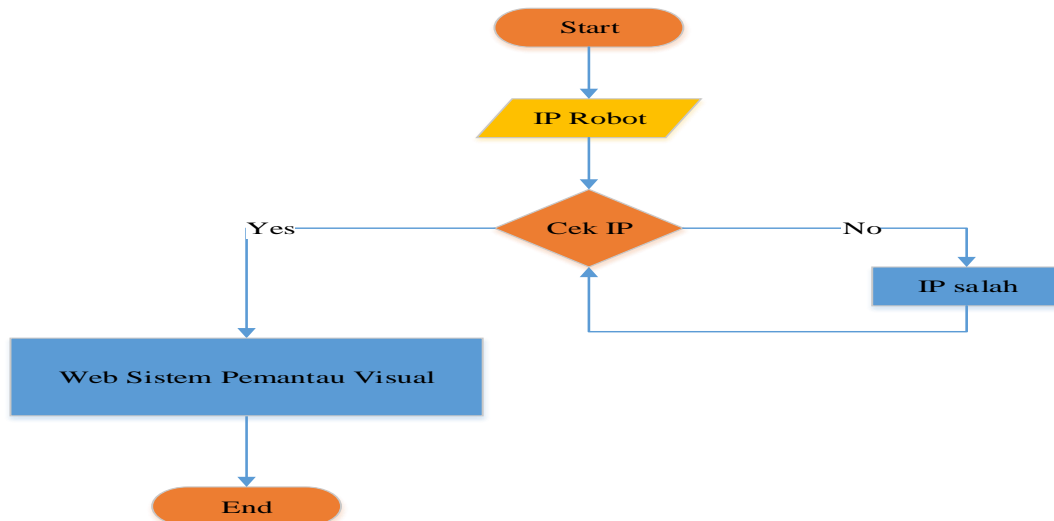 Start
IP Robot
Cek IP
Yes
No
IP salah
Web Sistem Pemantau Visual
End